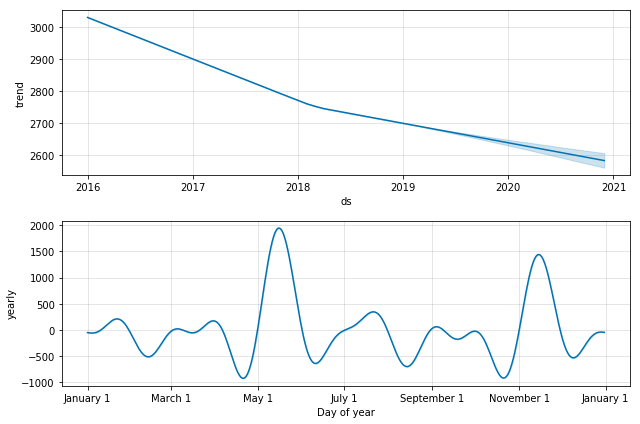 3000
2900
2800
2700
2600
trend
2016 2017 2018 2019 2020 2021
ds
2000
1500
1000
500
0
−500
−1000
yearly
January 1 March 1 May 1 July 1 September 1 November 1 January 1
Day of year